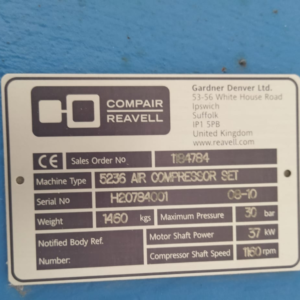 COMPAIR
REAVELL
Gardner Denver Ltd.
53-56 White House Road
Ipswich
Suffolk
IP1 5PB
United Kingdom
www.reavell.com
CE Sales Order No 1184784
Machine Type 5236 AIR COMPRESSOR SET
Serial No H20784001 08-10
Weight 1460 kgs Maximum Pressure 30 bar
Notified Body Ref. Motor Shaft Power 37 kW
Number: Compressor Shaft Speed 1180 rpm